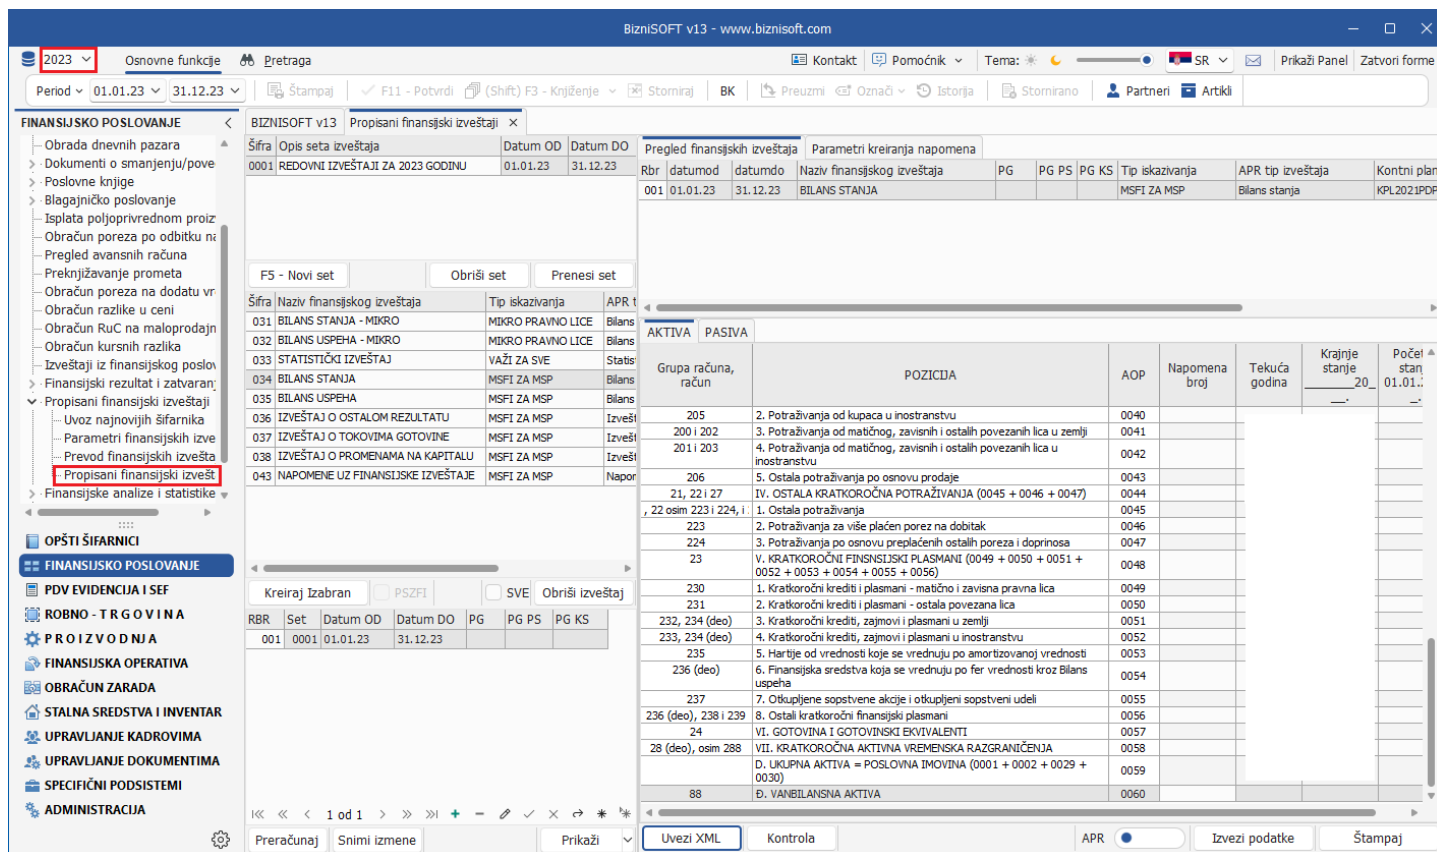 BizniSOFT v13 - www.biznisoft.com
2023 Osnovne funkcije Pretraga Kontakt Pomoćnik Tema: SR Prikaži Panel Zatvori forme
Period 01.01.23 31.12.23 Štampaj F11 - Potvrdi (Shift) F3 - Knjiženje Storniraj BK Preuzmi Označi Istorija Stornirano Partneri Artikli
FINANSIJSKO POSLOVANJE
Obrada dnevnih pazara
Dokumenti o smanjenju/pove
Poslovne knjige
Blagajničko poslovanje
Isplata poljoprivrednom proiz
Obračun poreza po odbitku na
Pregled avansnih računa
Preknjižavanje prometa
Obračun poreza na dodatu vr
Obračun razlike u ceni
Obračun RuC na maloprodajn
Obračun kursnih razlika
Izveštaji iz finansijskog poslov
Finansijski rezultat i zatvaranj
Propisani finansijski izveštaji
Uvoz najnovijih šifarnika
Parametri finansijskih izve
Prevod finansijskih izvešta
Propisani finansijski izvešt
Finansijske analize i statistike
OPŠTI ŠIFARNICI
FINANSIJSKO POSLOVANJE
PDV EVIDENCIJA I SEF
ROBNO - T R G O V I N A
P R O I Z V O D NJ A
FINANSIJSKA OPERATIVA
OBRAČUN ZARADA
STALNA SREDSTVA I INVENTAR
UPRAVLJANJE KADROVIMA
UPRAVLJANJE DOKUMENTIMA
SPECIFIČNI PODSISTEMI
ADMINISTRACIJA
BIZNISOFT v13 Propisani finansijski izveštaji
Šifra Opis seta izveštaja Datum OD Datum DO
0001 REDOVNI IZVEŠTAJI ZA 2023 GODINU 01.01.23 31.12.23
F5 - Novi set Obriši set Prenesi set
Šifra Naziv finansijskog izveštaja Tip iskazivanja APR t
031 BILANS STANJA - MIKRO MIKRO PRAVNO LICE Bilans
032 BILANS USPEHA - MIKRO MIKRO PRAVNO LICE Bilans
033 STATISTIČKI IZVEŠTAJ VAŽI ZA SVE Statis
034 BILANS STANJA MSFI ZA MSP Bilans
035 BILANS USPEHA MSFI ZA MSP Bilans
036 IZVEŠTAJ O OSTALOM REZULTATU MSFI ZA MSP Izvešt
037 IZVEŠTAJ O TOKOVIMA GOTOVINE MSFI ZA MSP Izvešt
038 IZVEŠTAJ O PROMENAMA NA KAPITALU MSFI ZA MSP Izvešt
043 NAPOMENE UZ FINANSIJSKE IZVEŠTAJE MSFI ZA MSP Napor
Kreiraj Izabran PSZFI SVE Obriši izveštaj
RBR Set Datum OD Datum DO PG PG PS PG KS
001 0001 01.01.23 31.12.23
1 od 1
Preračunaj Snimi izmene Prikaži
Pregled finansijskih izveštaja Parametri kreiranja napomena
Rbr datumod datumdo Naziv finansijskog izveštaja PG PG PS PG KS Tip iskazivanja APR tip izveštaja Kontni plan
001 01.01.23 31.12.23 BILANS STANJA MSFI ZA MSP Bilans stanja KPL2021PDP
AKTIVA PASIVA
Grupa računa, račun POZICIJA AOP Napomena broj Tekuća godina Krajnje stanje ________20_ __. Počet stanj 01.01.2 _.
205 2. Potraživanja od kupaca u inostranstvu 0040
200 i 202 3. Potraživanja od matičnog, zavisnih i ostalih povezanih lica u zemlji 0041
201 i 203 4. Potraživanja od matičnog, zavisnih i ostalih povezanih lica u
inostranstvu 0042
206 5. Ostala potraživanja po osnovu prodaje 0043
21, 22 i 27 IV. OSTALA KRATKOROČNA POTRAŽIVANJA (0045 + 0046 + 0047) 0044
, 22 osim 223 i 224, i 1. Ostala potraživanja 0045
223 2. Potraživanja za više plaćen porez na dobitak 0046
224 3. Potraživanja po osnovu preplaćenih ostalih poreza i doprinosa 0047
23 V. KRATKOROČNI FINSNSIJSKI PLASMANI (0049 + 0050 + 0051 +
0052 + 0053 + 0054 + 0055 + 0056) 0048
230 1. Kratkoročni krediti i plasmani - matično i zavisna pravna lica 0049
231 2. Kratkoročni krediti i plasmani - ostala povezana lica 0050
232, 234 (deo) 3. Kratkoročni krediti, zajmovi i plasmani u zemlji 0051
233, 234 (deo) 4. Kratkoročni krediti, zajmovi i plasmani u inostranstvu 0052
235 5. Hartije od vrednosti koje se vrednuju po amortizovanoj vrednosti 0053
236 (deo) 6. Finansijska sredstva koja se vrednuju po fer vrednosti kroz Bilans
uspeha 0054
237 7. Otkupljene sopstvene akcije i otkupljeni sopstveni udeli 0055
236 (deo), 238 i 239 8. Ostali kratkoročni finansijski plasmani 0056
24 VI. GOTOVINA I GOTOVINSKI EKVIVALENTI 0057
28 (deo), osim 288 VII. KRATKOROČNA AKTIVNA VREMENSKA RAZGRANIČENJA 0058
D. UKUPNA AKTIVA = POSLOVNA IMOVINA (0001 + 0002 + 0029 +
0030) 0059
88 Đ. VANBILANSNA AKTIVA 0060
Uvezi XML Kontrola APR Izvezi podatke Štampaj